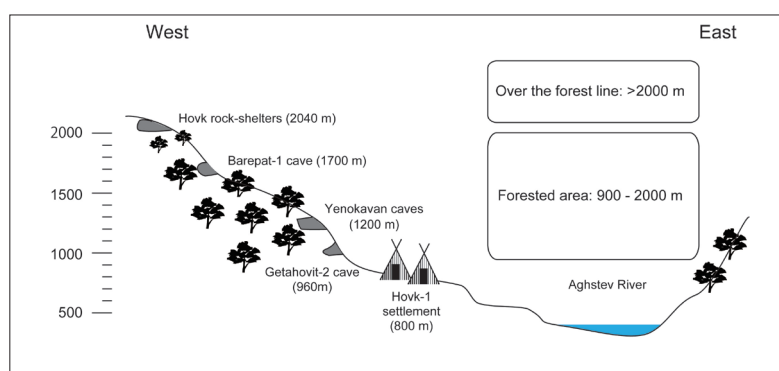 West
East
Over the forest line: >2000 m
Hovk rock-shelters (2040 m)
2000
Barepat-1 cave (1700 m)
1500
Forested area: 900 - 2000 m
Yenokavan caves
(1200 m)
1000
Getahovit-2 cave
(960m)
Hovk-1
settlement
(800 m)
Aghstev River
500